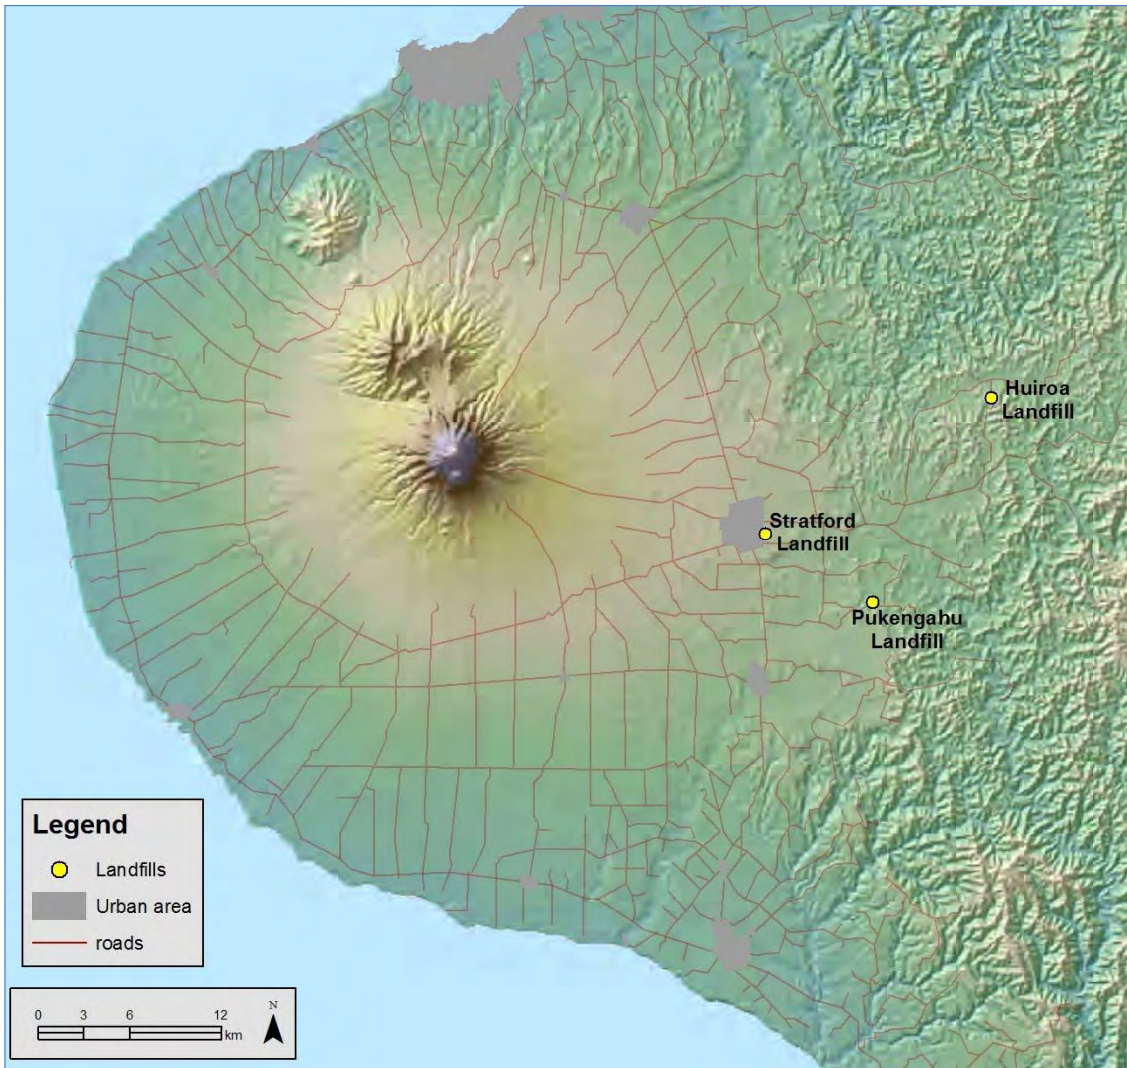 Huiroa
Landfill
Stratford
Landfill
Pukengahu
Landfill
Legend
Landfills
Urban area
roads
0 3 6 12
km
N